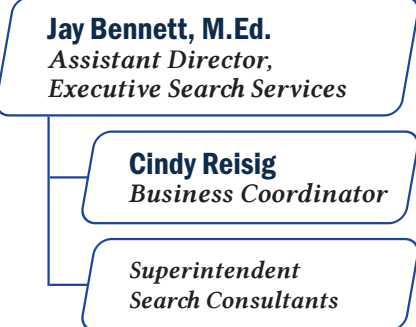 Jay Bennett, M.Ed.
Assistant Director,
Executive Search Services
Cindy Reisig
Business Coordinator
Superintendent
Search Consultants